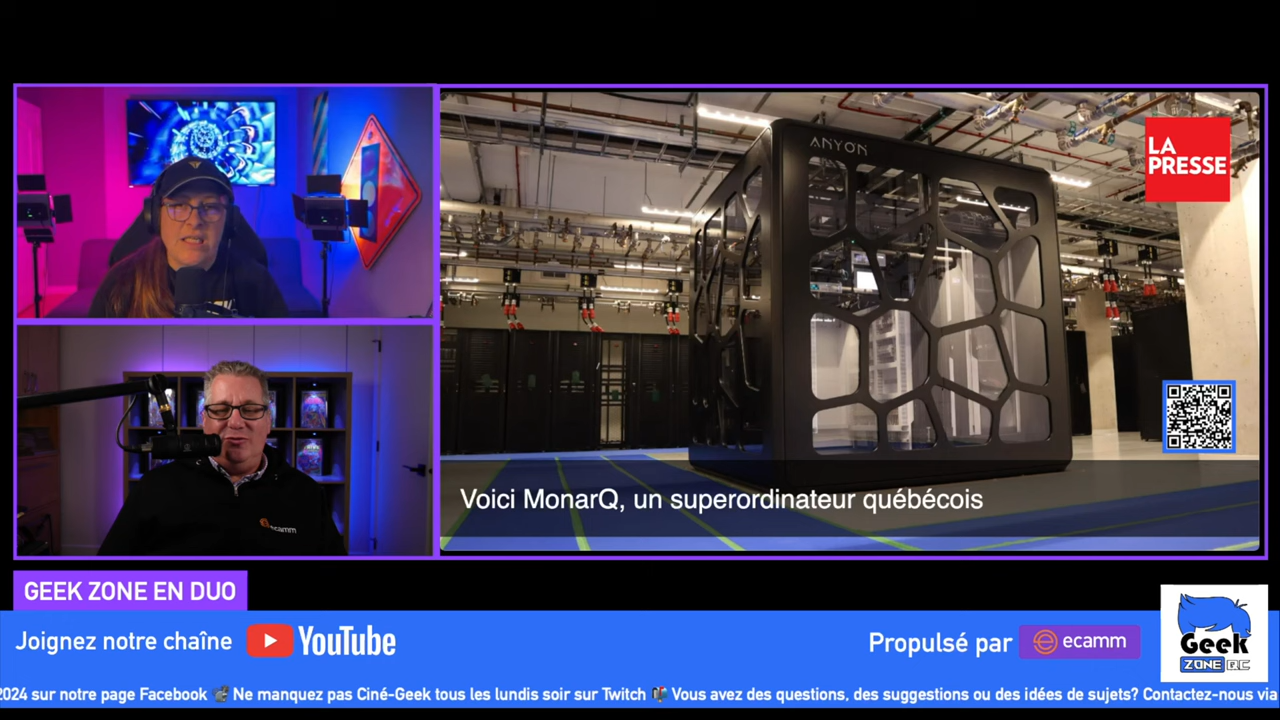 ANYON
LA
PRESSE
ecamm
Voici MonarQ, un superordinateur québécois
GEEK ZONE EN DUO
Joignez notre chaîne
YouTube
Propulsé par
ecamm
Geek
ZONE QC
2024 sur notre page Facebook 📽️ Ne manquez pas Ciné-Geek tous les lundis soir sur Twitch 📬 Vous avez des questions, des suggestions ou des idées de sujets? Contactez-nous via